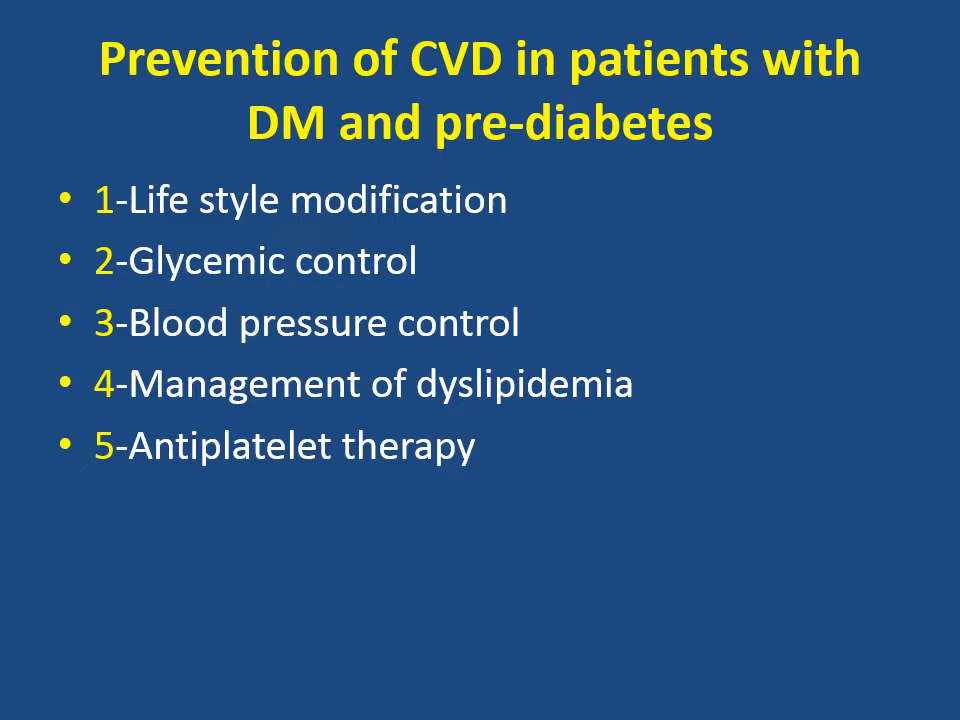 Prevention of CVD in patients with
DM and pre-diabetes
• 1-Life style modification
• 2-Glycemic control
• 3-Blood pressure control
• 4-Management of dyslipidemia
• 5-Antiplatelet therapy